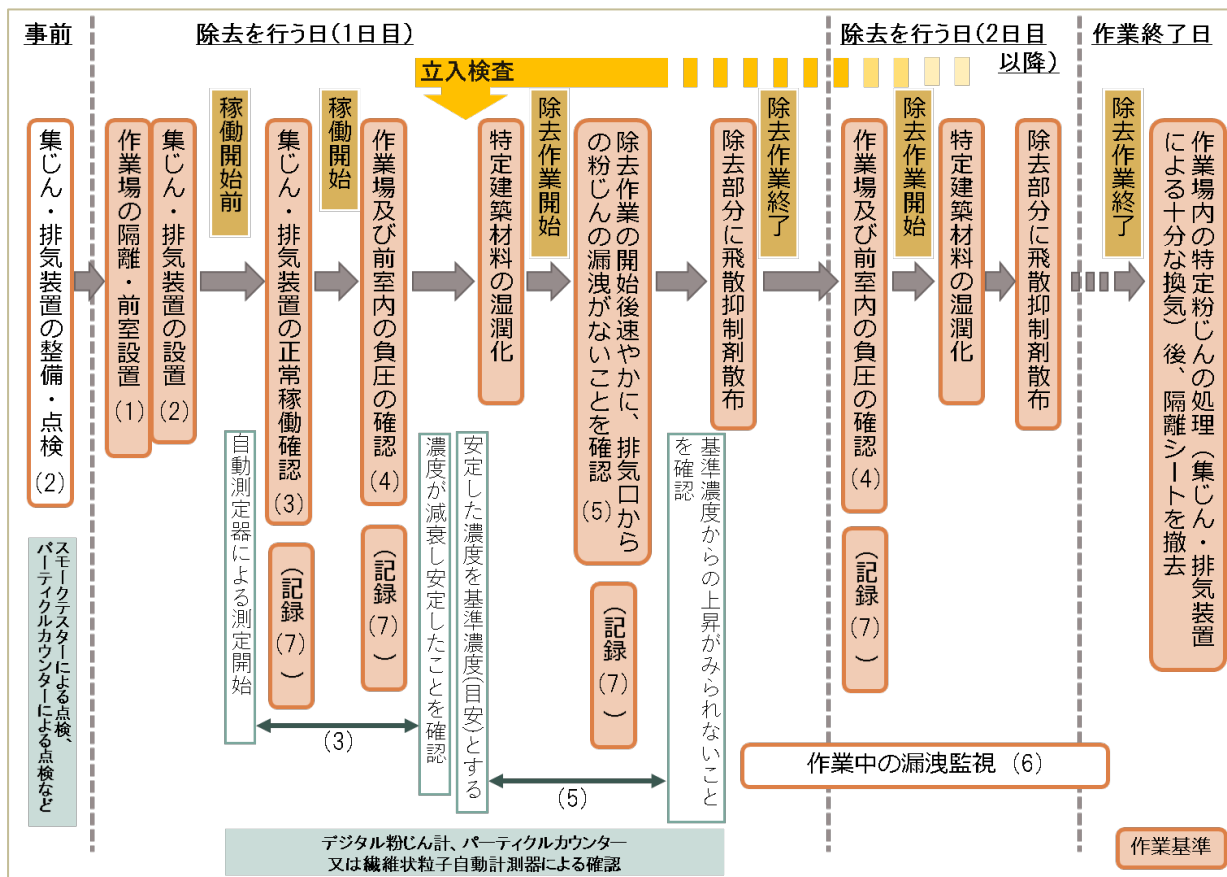 事前
除去を行う日(1日目)
除去を行う日(2日目
以降)
作業終了日
立入検査
集じん・排気装置の整備・点検(2)
作業場の隔離・前室設置(1)
集じん・排気装置の設置(2)
稼働開始前
集じん・排気装置の正常稼働確認(3)
(記録(7))
稼働開始
作業場及び前室内の負圧の確認(4)
(記録(7))
特定建築材料の湿潤化
除去作業開始
除去作業の開始後速やかに、排気口から
の粉じんの漏洩がないことを確認(5)
(記録(7))
除去部分に飛散抑制剤散布
除去作業終了
作業場及び前室内の負圧の確認(4)
(記録(7))
除去作業開始
特定建築材料の湿潤化
除去部分に飛散抑制剤散布
除去作業終了
作業場内の特定粉じんの処理(集じん・排気装置
による十分な換気)後、隔離シートを撤去
スモークテスターによる点検、
パーティクルカウンターによる点検など
自動測定器による測定開始
(3)
濃度が減衰し安定したことを確認
安定した濃度を基準濃度(目安)とする
(5)
基準濃度からの上昇がみられないこと
を確認
作業中の漏洩監視 (6)
デジタル粉じん計、パーティクルカウンター
又は繊維状粒子自動計測器による確認
作業基準